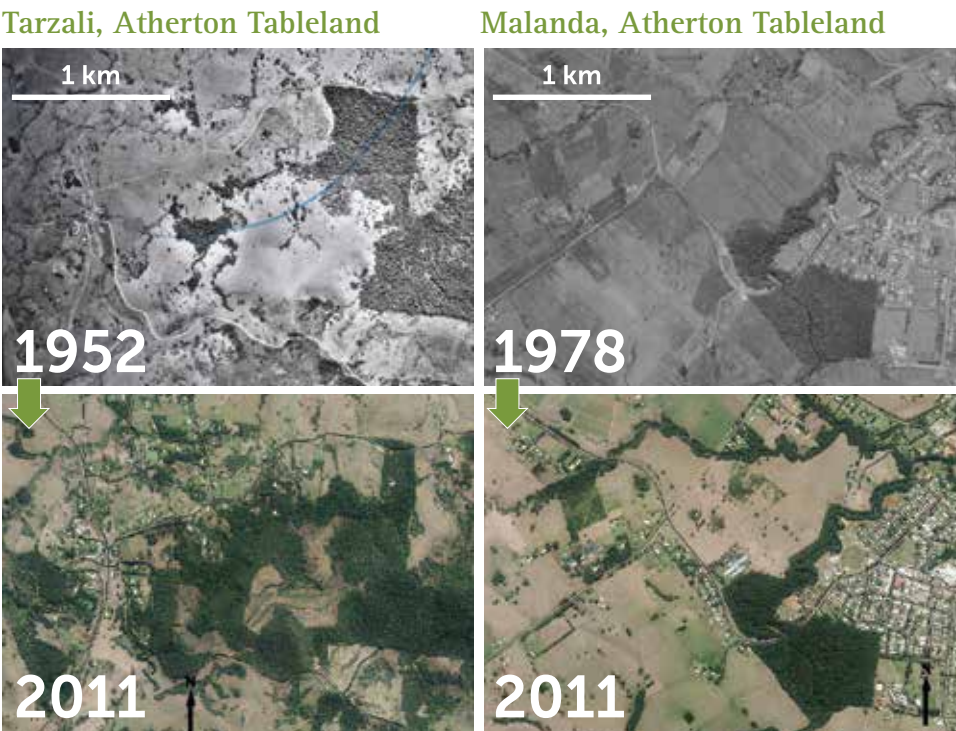 Tarzali, Atherton Tableland
Malanda, Atherton Tableland
1 km
1 km
1952
1978
2011
N
2011
N